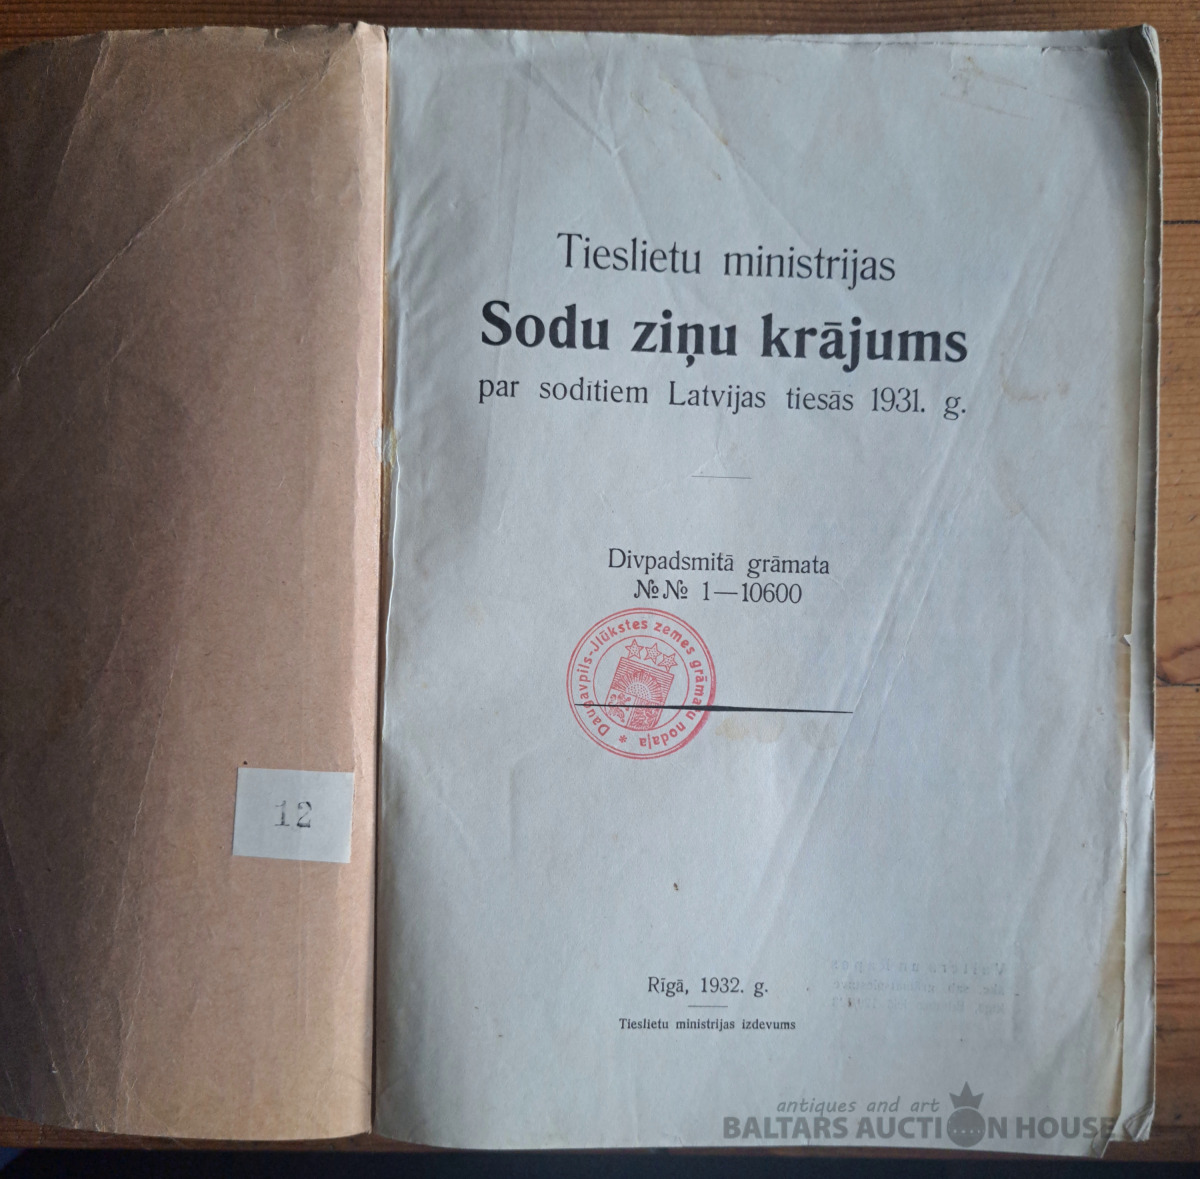 Tieslietu ministrijas
Sodu ziņu krājums
par sodītiem Latvijas tiesās 1931. g.
Divpadsmitā grāmata
№№ 1—10600
Daugavpils-Jlūkstes zemes grāmatu nodaļa *
12
Rīgā, 1932. g.
Tieslietu ministrijas izdevums
antiques and art
BALTARS AUCTION HOUSE